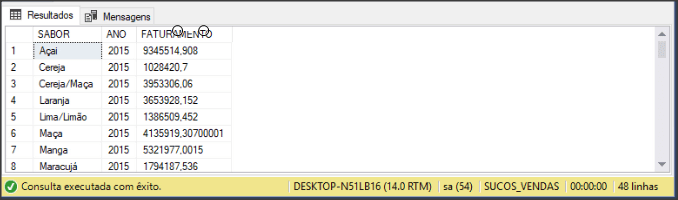 Resultados Mensagens
SABOR ANO FATURAMENTO
1 Açai 2015 9345514,908
2 Cereja 2015 1028420,7
3 Cereja/Maça 2015 3953306,06
4 Laranja 2015 3653928,152
5 Lima/Limão 2015 1386509,452
6 Maça 2015 4135919,30700001
7 Manga 2015 5321977,0015
8 Maracujá 2015 1794187,536
Consulta executada com êxito. DESKTOP-N51LB16 (14.0 RTM) sa (54) SUCOS_VENDAS 00:00:00 48 linhas